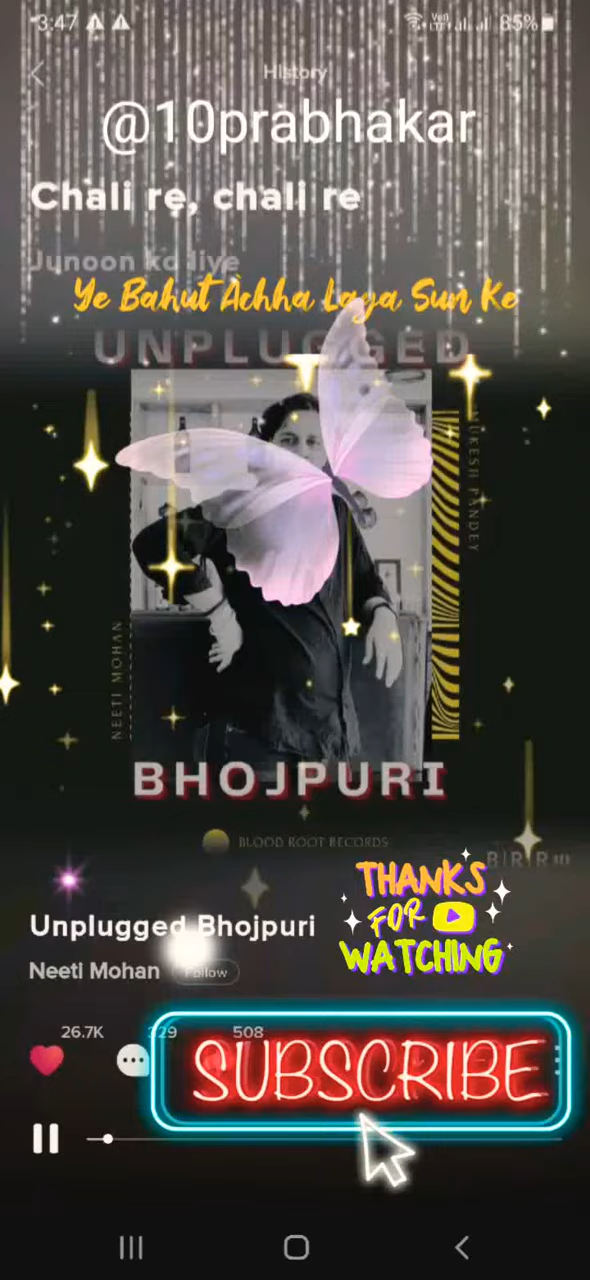 3:47
85%
History
@10prabhakar
Chali re, chali re
Junoon ko liye
Ye Bahut Achha Laga Sun Ke
UNPLUGGED
MUKESH PANDEY
NEETI MOHAN
BHOJPURI
BLOOD ROOT RECORDS
THANKS
FOR
WATCHING
Unplugged Bhojpuri
Neeti Mohan Follow
26.7K 329 508
SUBSCRIBE